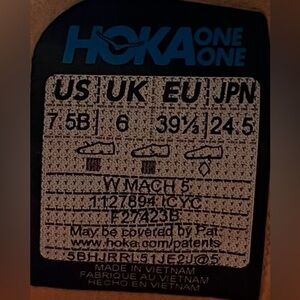 HOKA ONE ONE
US UK EU JPN
7.5B 6 39⅓ 24.5
W MACH 5
1127894 ICYC
F27423B
May be covered by Pat:
www.hoka.com/patents
5BHJRRL51JE2J@5
MADE IN VIETNAM
FABRIQUÉ AU VIETNAM
HECHO EN VIETNAM